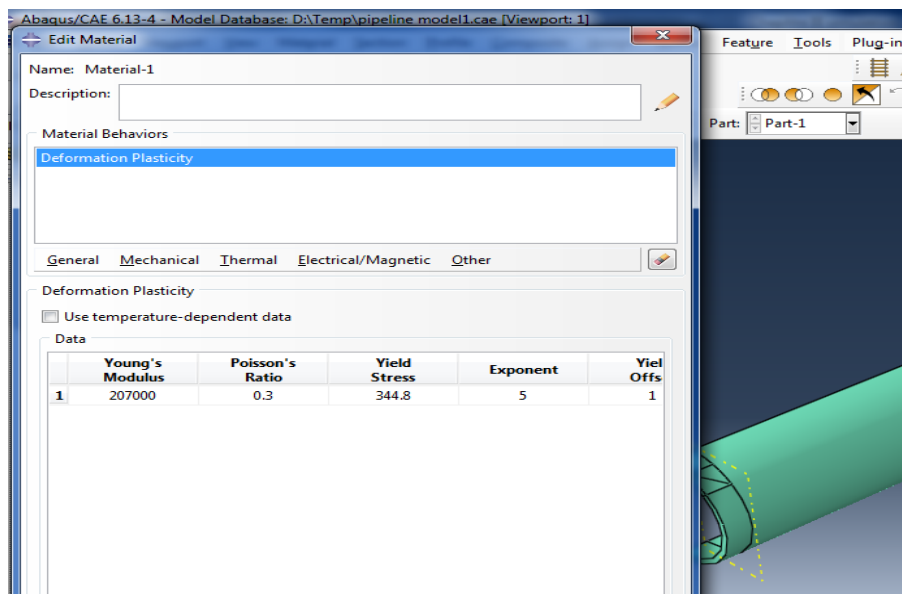 Abaqus/CAE 6.13-4 - Model Database: D:\Temp\pipeline model1.cae [Viewport: 1]
Edit Material
Feature Tools Plug-in
Name: Material-1
Description:
Part: Part-1
Material Behaviors
Deformation Plasticity
General Mechanical Thermal Electrical/Magnetic Other
Deformation Plasticity
Use temperature-dependent data
Data
Young's Modulus Poisson's Ratio Yield Stress Exponent Yiel Offs
1 207000 0.3 344.8 5 1